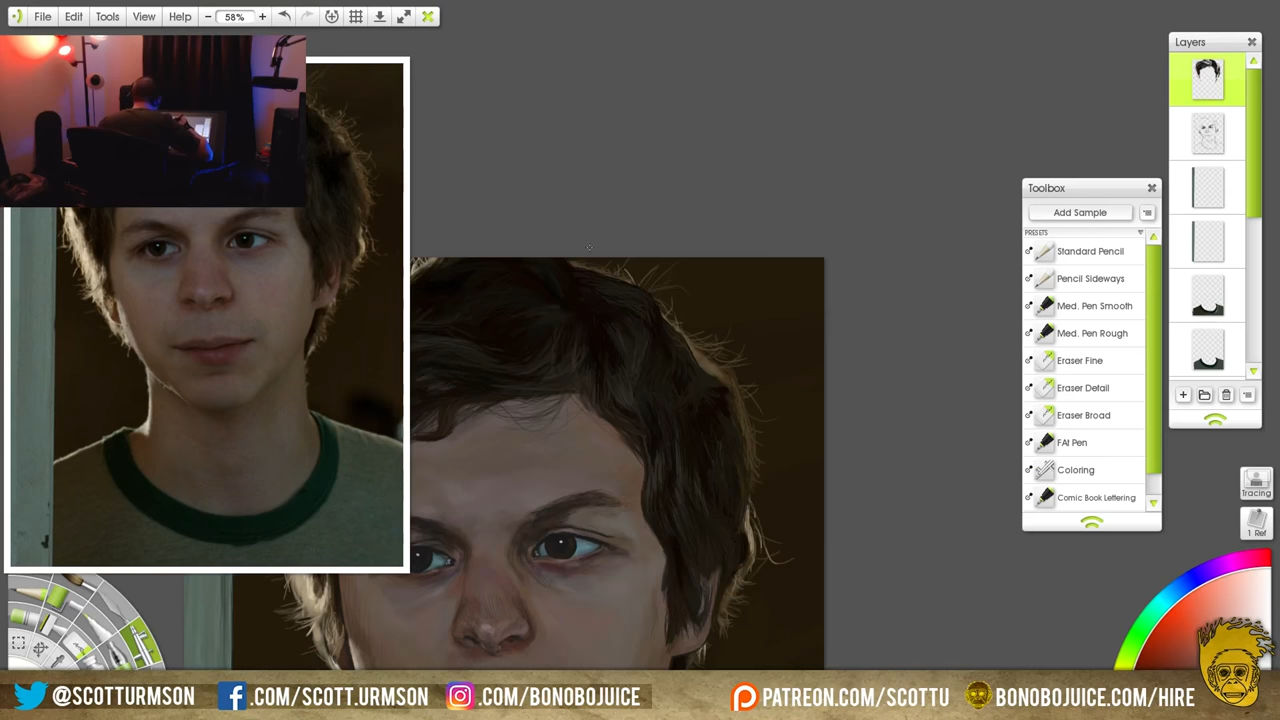 File Edit Tools View Help 58%
Layers
Toolbox
Add Sample
PRESETS
Standard Pencil
Pencil Sideways
Med. Pen Smooth
Med. Pen Rough
Eraser Fine
Eraser Detail
Eraser Broad
FAt Pen
Coloring
Comic Book Lettering
Tracing
1 Ref
@SCOTTURMSON .COM/SCOTT.URMSON .COM/BONOBOJUICE PATREON.COM/SCOTTU BONOBOJUICE.COM/HIRE